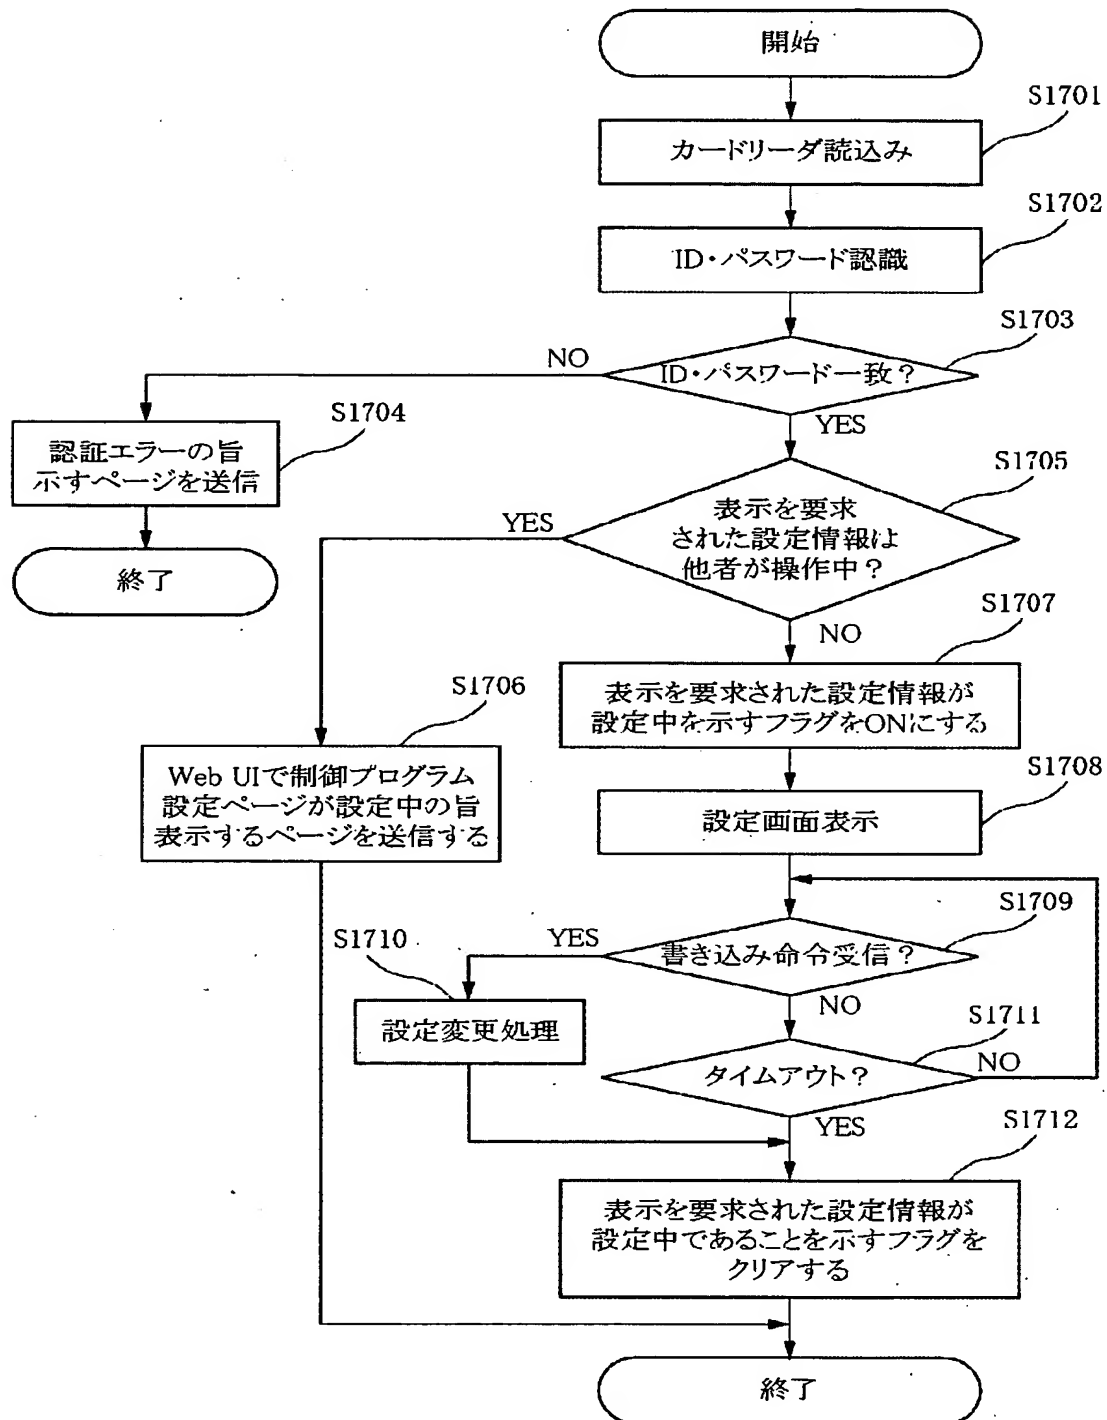 開始
S1701
カードリーダ読込み
S1702
ID・パスワード認識
S1703
ID・パスワード一致？
NO
YES
S1704
認証エラーの旨
示すページを送信
終了
S1705
表示を要求
された設定情報は
他者が操作中？
YES
NO
S1706
Web UIで制御プログラム
設定ページが設定中の旨
表示するページを送信する
S1707
表示を要求された設定情報が
設定中を示すフラグをONにする
S1708
設定画面表示
S1709
書き込み命令受信？
YES
NO
S1710
設定変更処理
S1711
タイムアウト？
NO
YES
S1712
表示を要求された設定情報が
設定中であることを示すフラグを
クリアする
終了